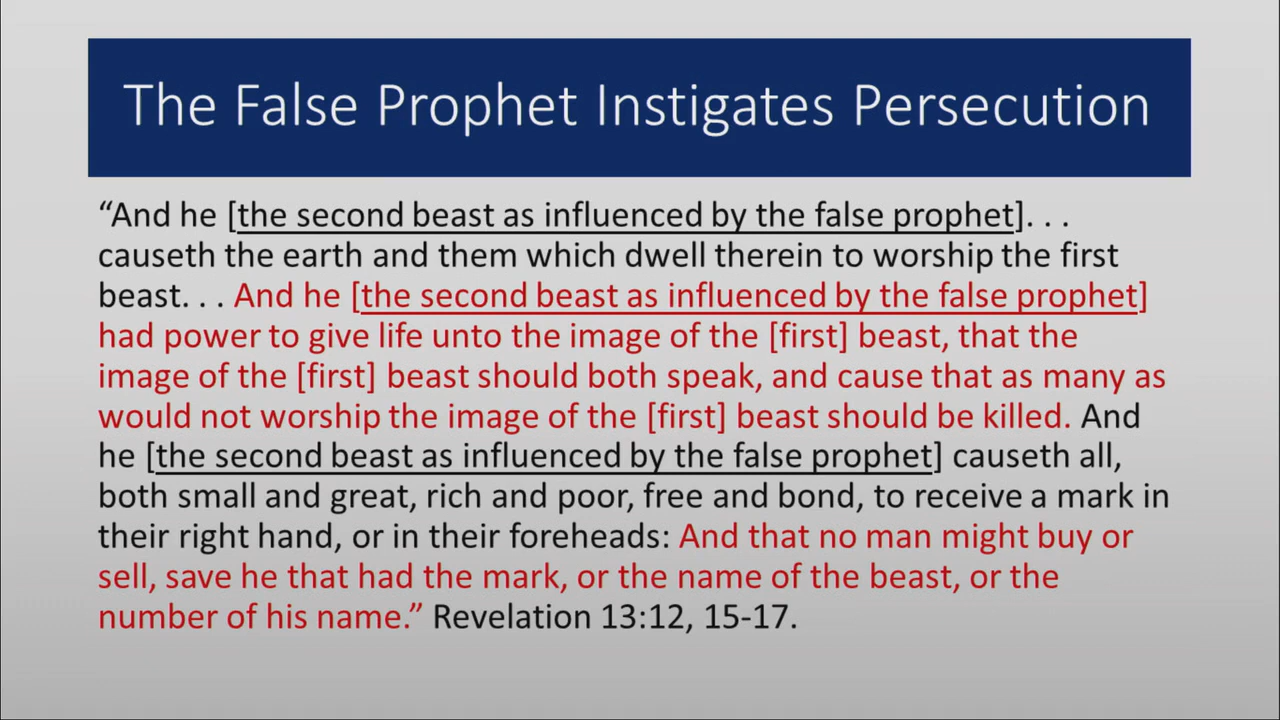 The False Prophet Instigates Persecution
“And he [the second beast as influenced by the false prophet]. . .
causeth the earth and them which dwell therein to worship the first
beast. . . And he [the second beast as influenced by the false prophet]
had power to give life unto the image of the [first] beast, that the
image of the [first] beast should both speak, and cause that as many as
would not worship the image of the [first] beast should be killed. And
he [the second beast as influenced by the false prophet] causeth all,
both small and great, rich and poor, free and bond, to receive a mark in
their right hand, or in their foreheads: And that no man might buy or
sell, save he that had the mark, or the name of the beast, or the
number of his name.” Revelation 13:12, 15-17.